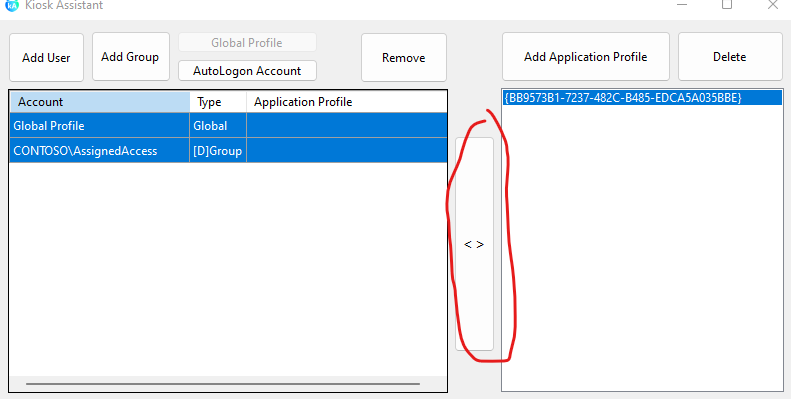 Kiosk Assistant
Add User
Add Group
Global Profile
AutoLogon Account
Remove
Add Application Profile
Delete
Account Type Application Profile
Global Profile Global
CONTOSO\AssignedAccess [D]Group
{BB9573B1-7237-482C-B485-EDCA5A035BBE}
< >